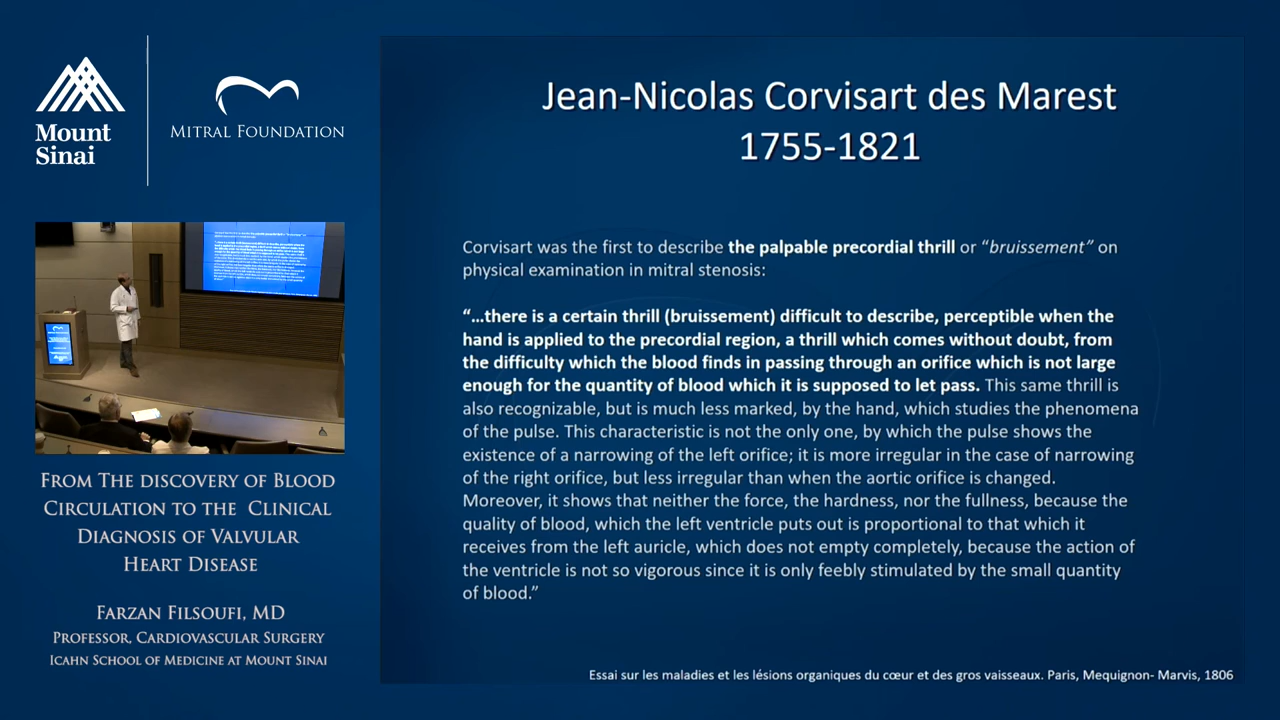 Mount
Sinai
MITRAL FOUNDATION
FROM THE DISCOVERY OF BLOOD
CIRCULATION TO THE CLINICAL
DIAGNOSIS OF VALVULAR
HEART DISEASE
FARZAN FILSOUFI, MD
PROFESSOR, CARDIOVASCULAR SURGERY
ICAHN SCHOOL OF MEDICINE AT MOUNT SINAI
Jean-Nicolas Corvisart des Marest
1755-1821
Corvisart was the first to describe the palpable precordial thrill or “bruissement” on
physical examination in mitral stenosis:
“…there is a certain thrill (bruissement) difficult to describe, perceptible when the
hand is applied to the precordial region, a thrill which comes without doubt, from
the difficulty which the blood finds in passing through an orifice which is not large
enough for the quantity of blood which it is supposed to let pass. This same thrill is
also recognizable, but is much less marked, by the hand, which studies the phenomena
of the pulse. This characteristic is not the only one, by which the pulse shows the
existence of a narrowing of the left orifice; it is more irregular in the case of narrowing
of the right orifice, but less irregular than when the aortic orifice is changed.
Moreover, it shows that neither the force, the hardness, nor the fullness, because the
quality of blood, which the left ventricle puts out is proportional to that which it
receives from the left auricle, which does not empty completely, because the action of
the ventricle is not so vigorous since it is only feebly stimulated by the small quantity
of blood.”
Essai sur les maladies et les lésions organiques du cœur et des gros vaisseaux. Paris, Mequignon- Marvis, 1806